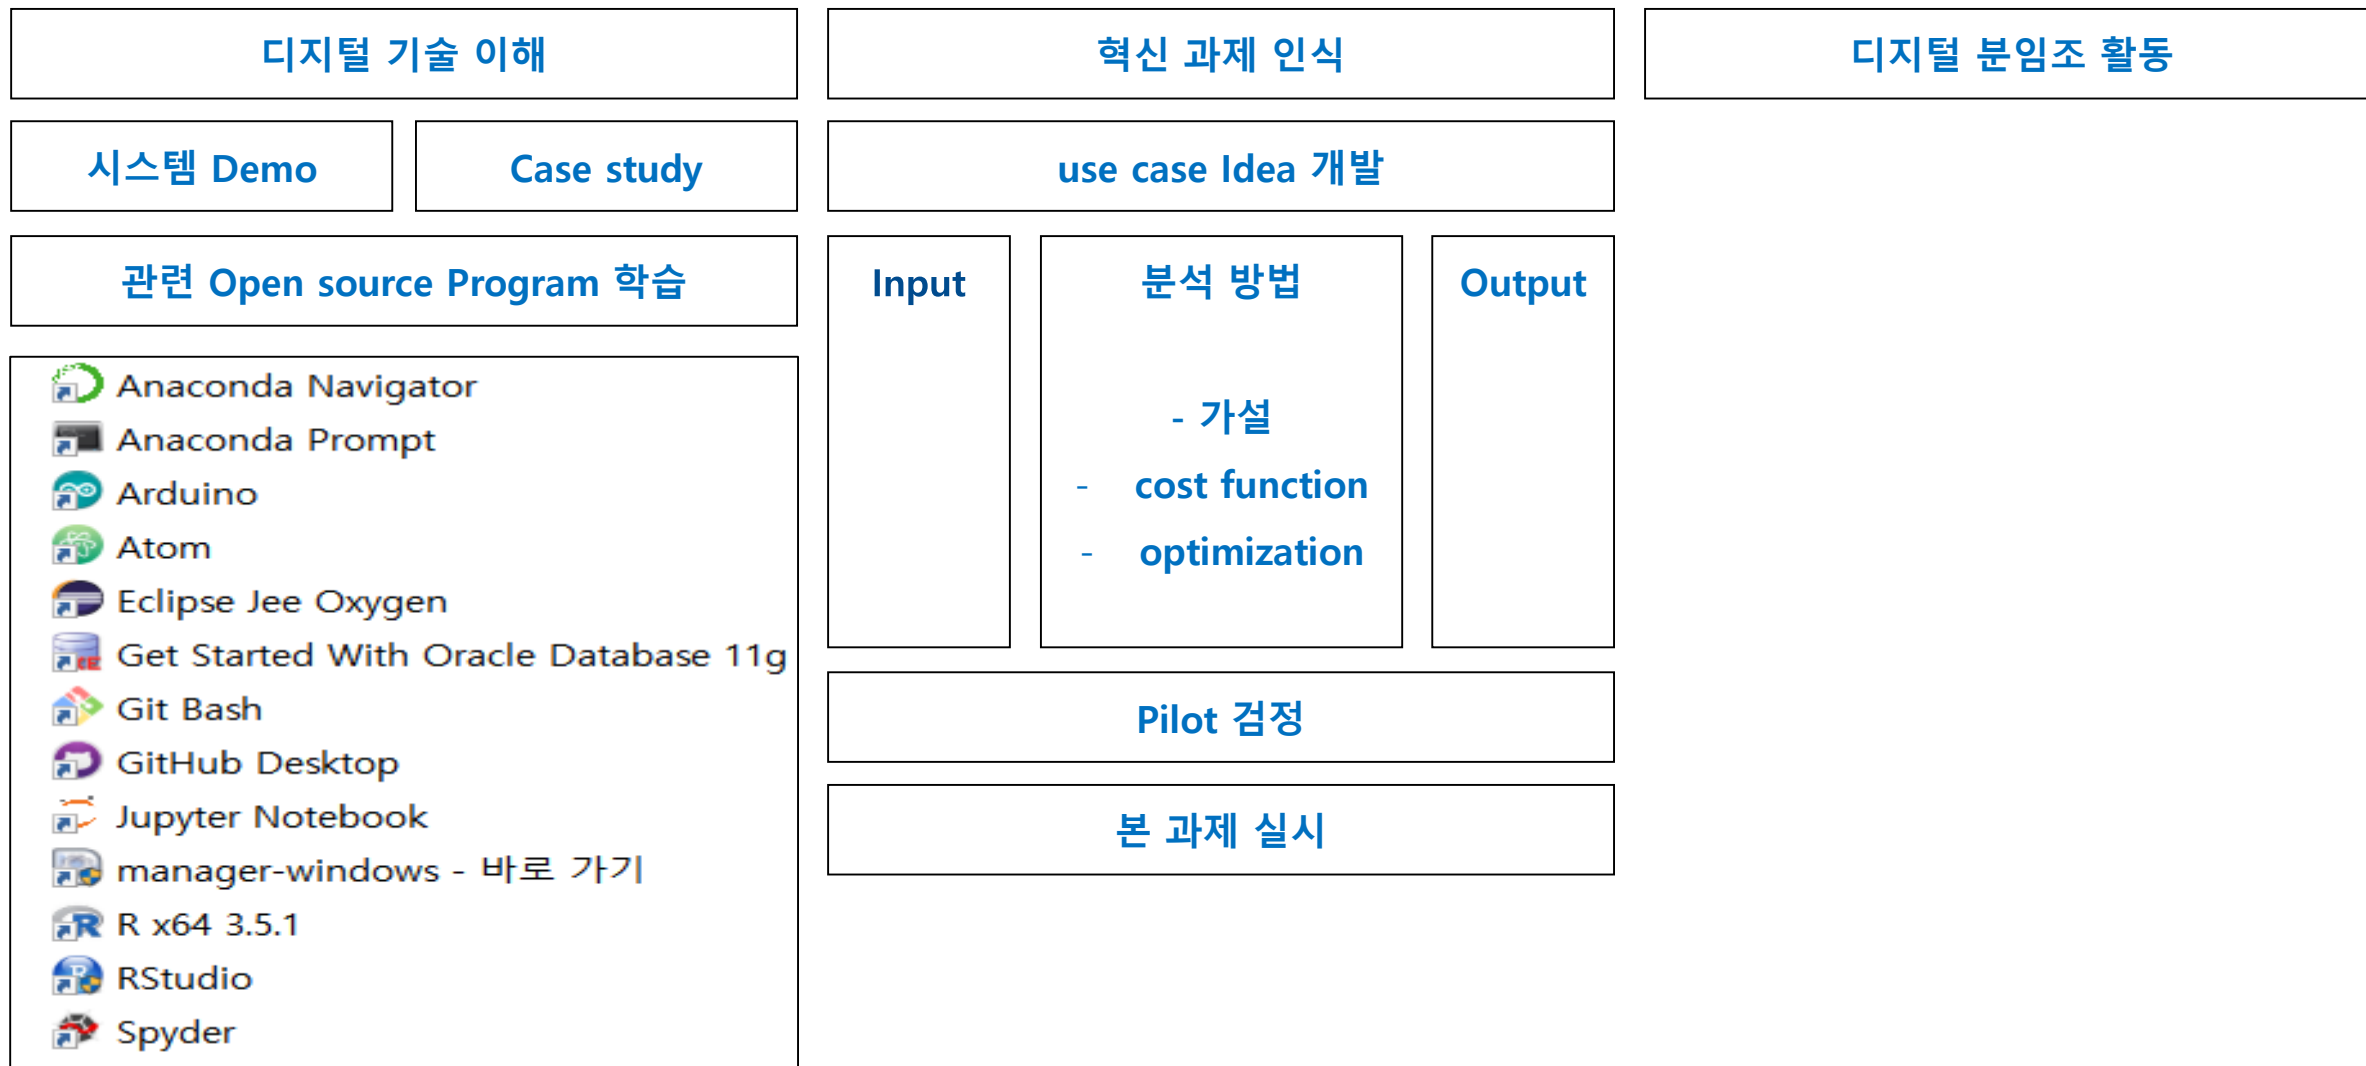 디지털 기술 이해
혁신 과제 인식
디지털 분임조 활동
시스템 Demo
Case study
use case Idea 개발
관련 Open source Program 학습
Input
분석 방법
- 가설
- cost function
- optimization
Output
Anaconda Navigator
Anaconda Prompt
Arduino
Atom
Eclipse Jee Oxygen
Get Started With Oracle Database 11g
Git Bash
GitHub Desktop
Jupyter Notebook
manager-windows - 바로 가기
R x64 3.5.1
RStudio
Spyder
Pilot 검정
본 과제 실시